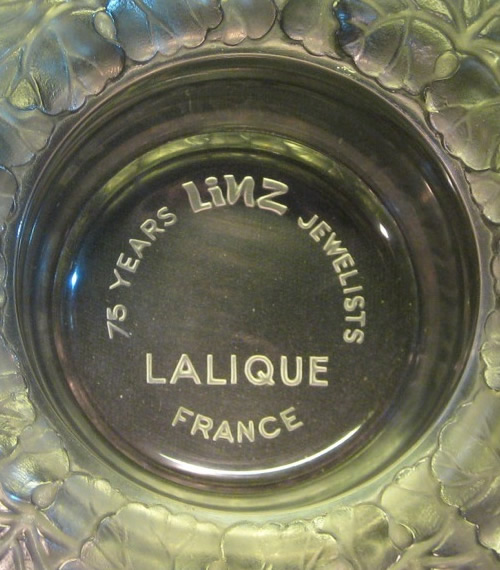 75 YEARS LiNZ JEWELISTS
LALIQUE
FRANCE